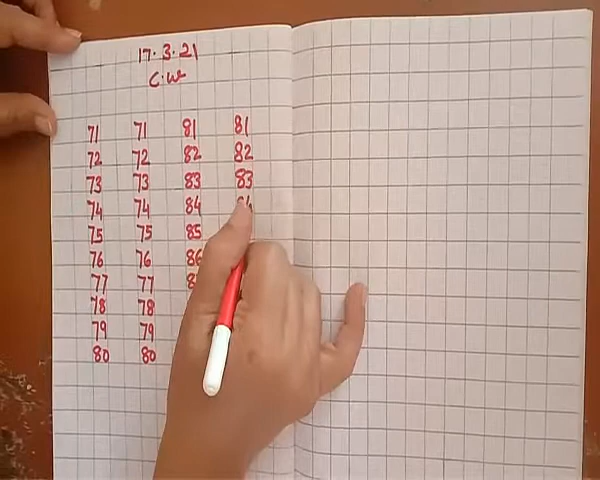 17.3.21
C.W
71 71 81 81
72 72 82 82
73 73 83 83
74 74 84
75 75 85
76 76 86
77 77
78 78
79 79
80 80